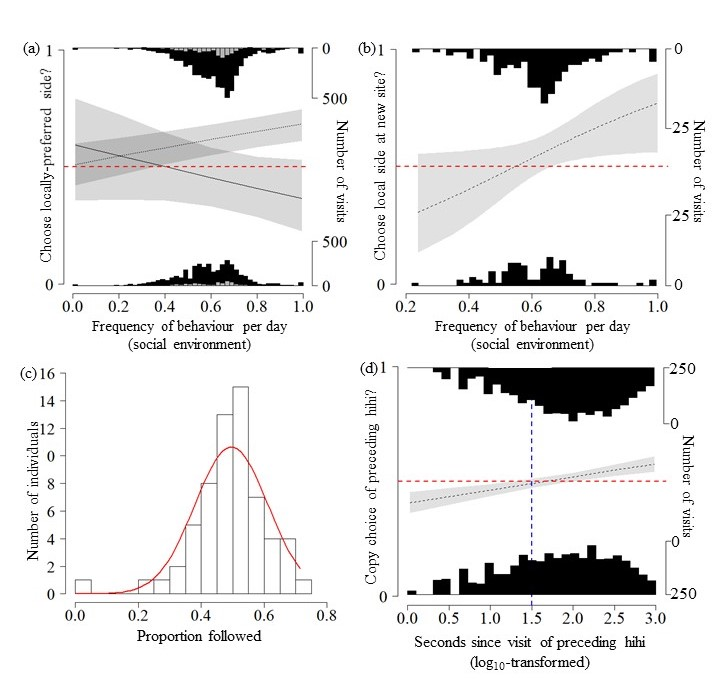 (a)
1
0
Choose locally-preferred side?
0
500
500
0
Number of visits
0.0 0.2 0.4 0.6 0.8 1.0
Frequency of behaviour per day
(social environment)
(b)
1
0
Choose local side at new site?
0
25
25
0
Number of visits
0.2 0.4 0.6 0.8 1.0
Frequency of behaviour per day
(social environment)
(c)
16
14
12
0
8
6
4
2
0
Number of individuals
0.0 0.2 0.4 0.6 0.8
Proportion followed
(d)
1
0
Copy choice of preceding hihi?
250
0
0
250
Number of visits
0.0 0.5 1.0 1.5 2.0 2.5 3.0
Seconds since visit of preceding hihi
(log10-transformed)